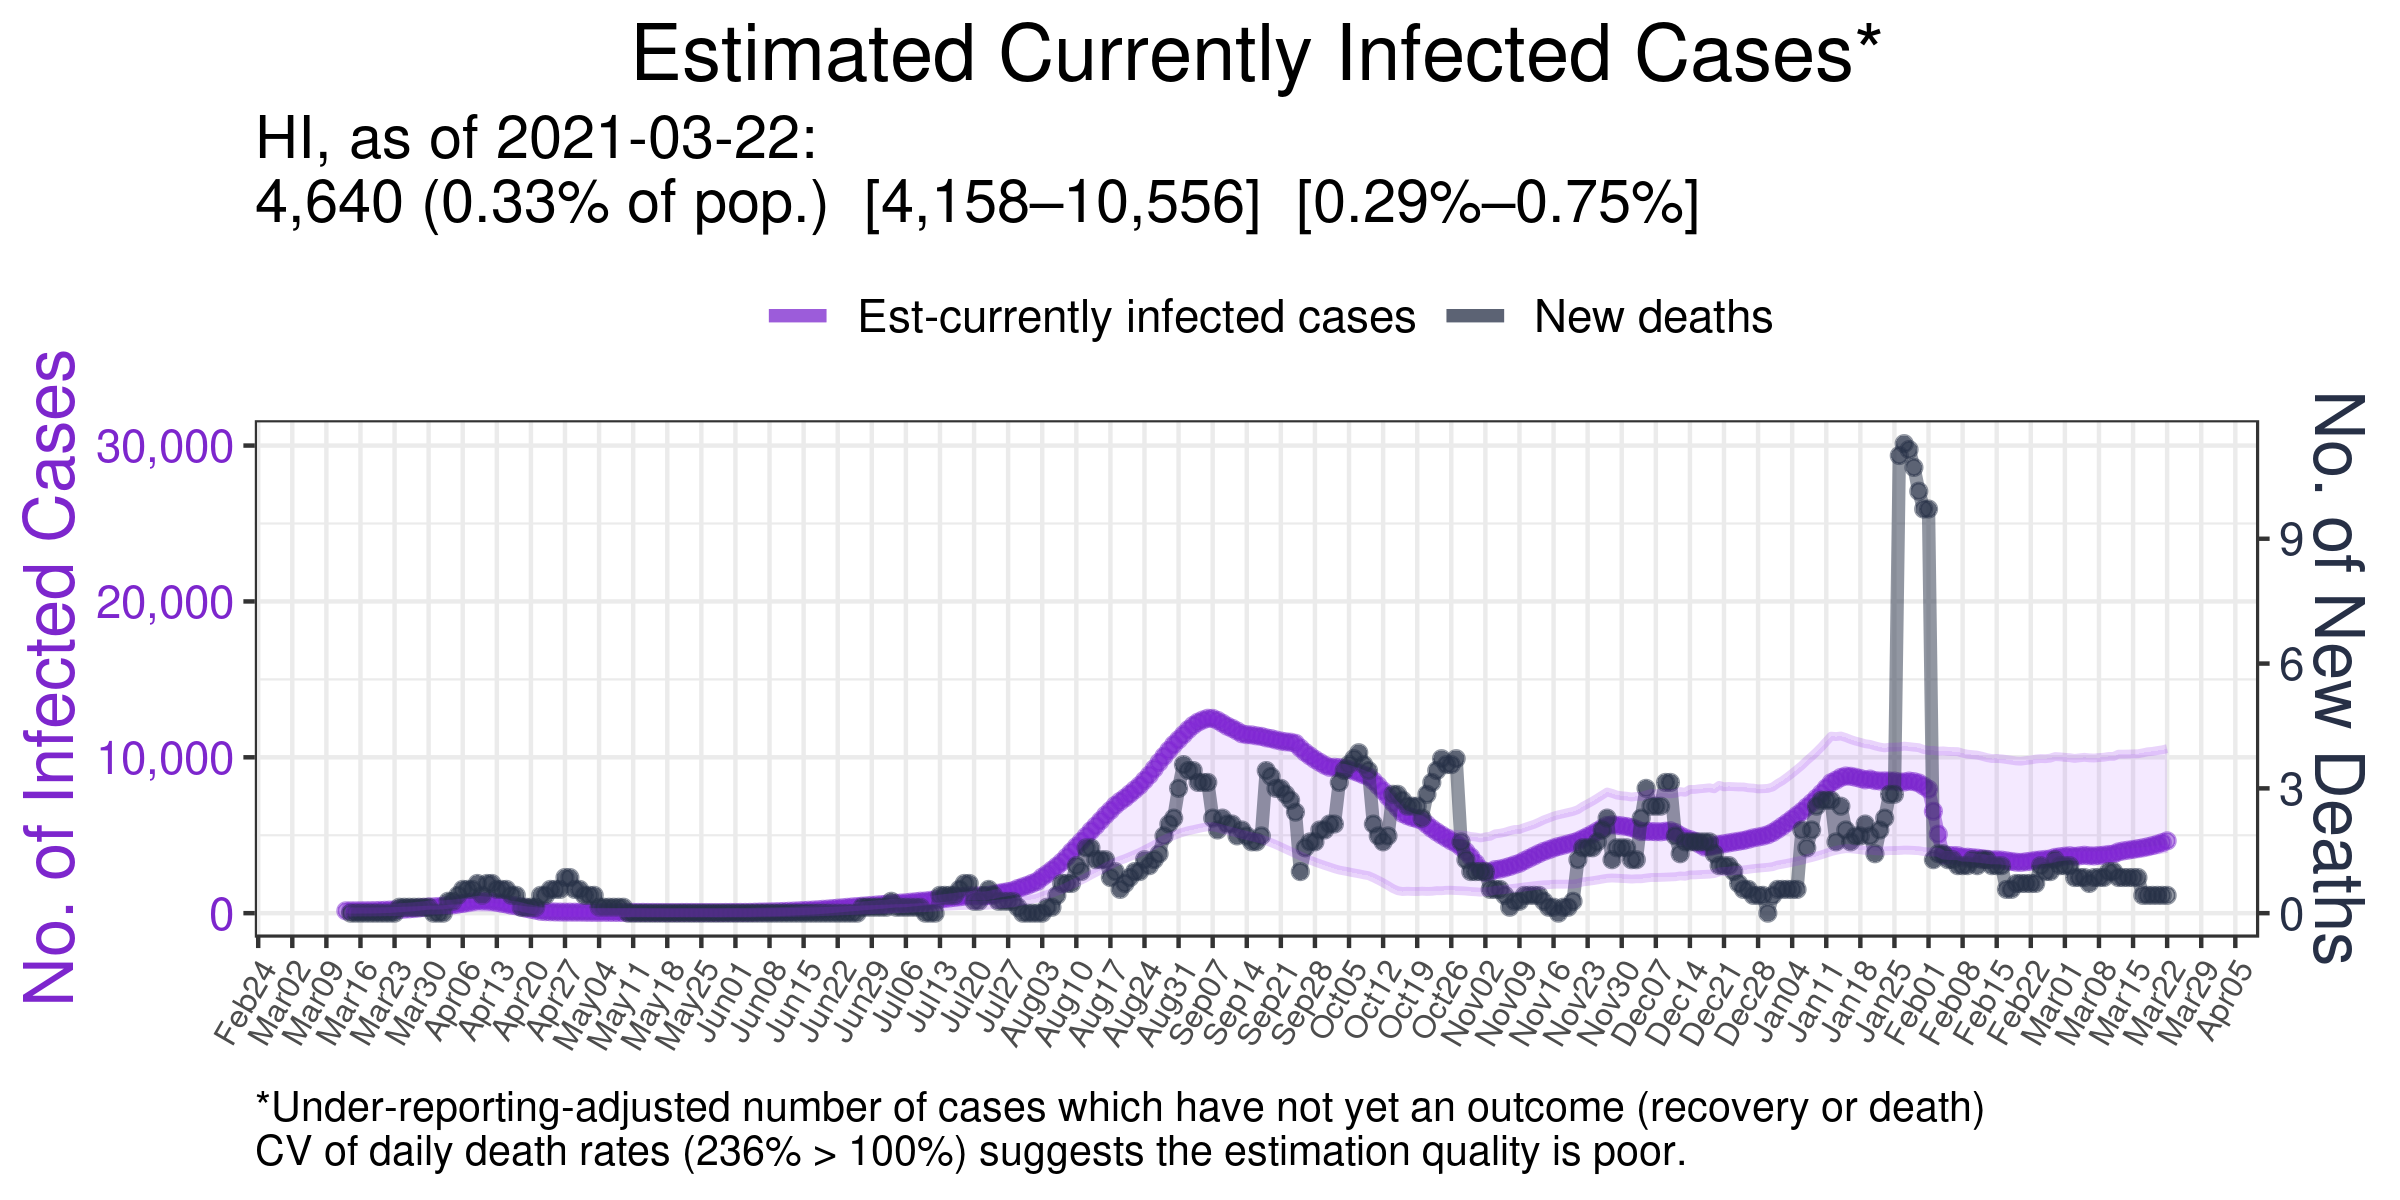 Estimated Currently Infected Cases*
HI, as of 2021-03-22:
4,640 (0.33% of pop.) [4,158–10,556] [0.29%–0.75%]
Est-currently infected cases New deaths
No. of Infected Cases
30,000
20,000
10,000
0
9
6
3
0
No. of New Deaths
Feb24 Mar02 Mar09 Mar16 Mar23 Mar30 Apr06 Apr13 Apr20 Apr27 May04 May11 May18 May25 Jun01 Jun08 Jun15 Jun22 Jun29 Jul06 Jul13 Jul20 Jul27 Aug03 Aug10 Aug17 Aug24 Aug31 Sep07 Sep14 Sep21 Sep28 Oct05 Oct12 Oct19 Oct26 Nov02 Nov09 Nov16 Nov23 Nov30 Dec07 Dec14 Dec21 Dec28 Jan04 Jan11 Jan18 Jan25 Feb01 Feb08 Feb15 Feb22 Mar01 Mar08 Mar15 Mar22 Mar29 Apr05
*Under-reporting-adjusted number of cases which have not yet an outcome (recovery or death)
CV of daily death rates (236% > 100%) suggests the estimation quality is poor.